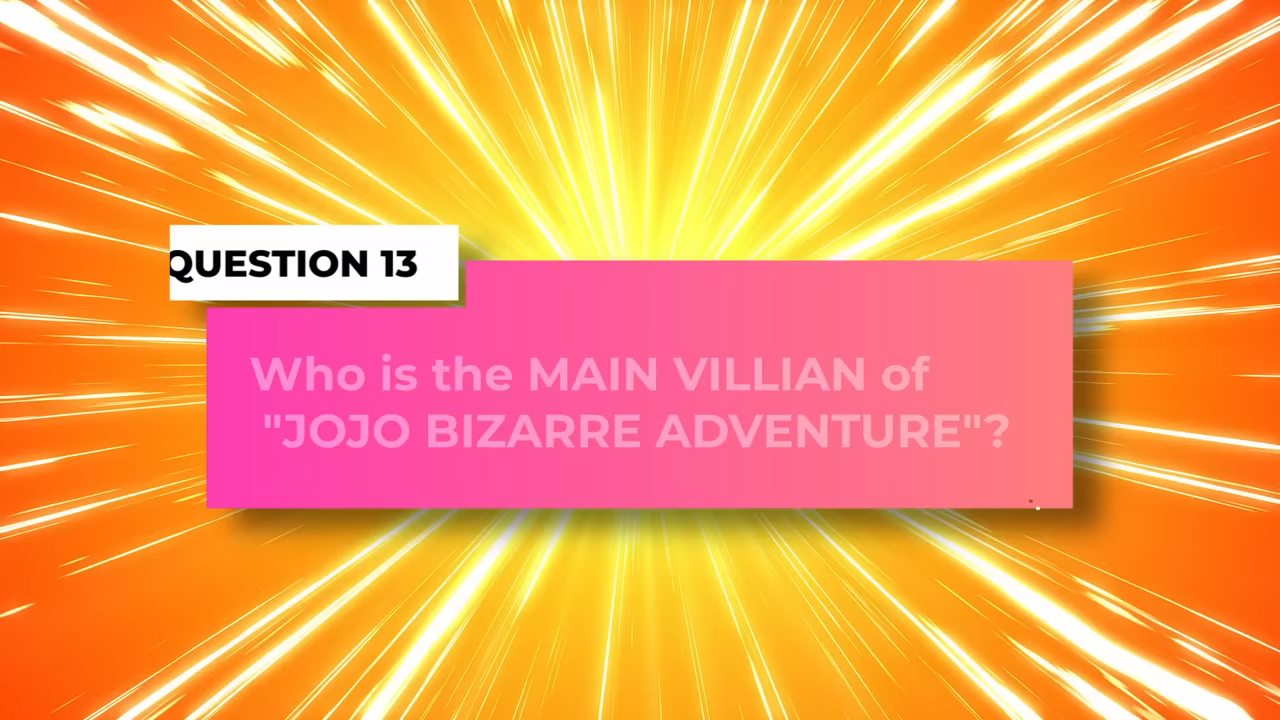 QUESTION 13
Who is the MAIN VILLIAN of
"JOJO BIZARRE ADVENTURE"?